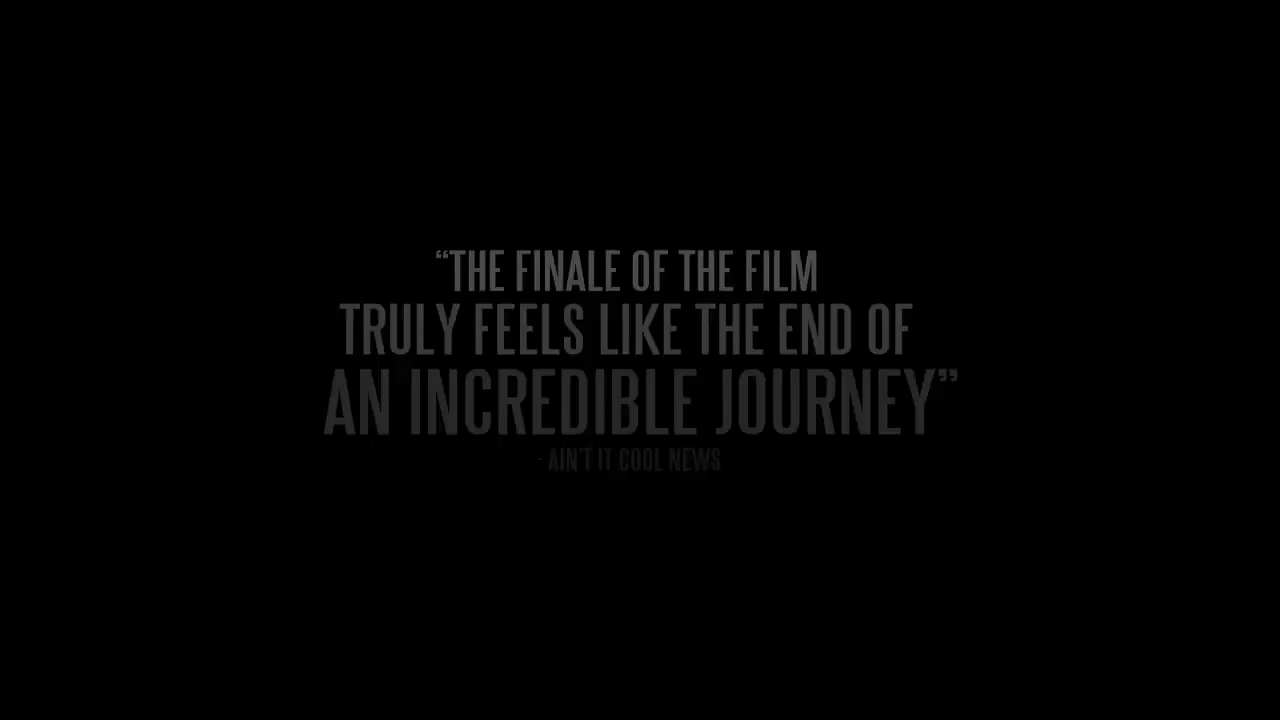 “THE FINALE OF THE FILM
TRULY FEELS LIKE THE END OF
AN INCREDIBLE JOURNEY”
- AIN'T IT COOL NEWS